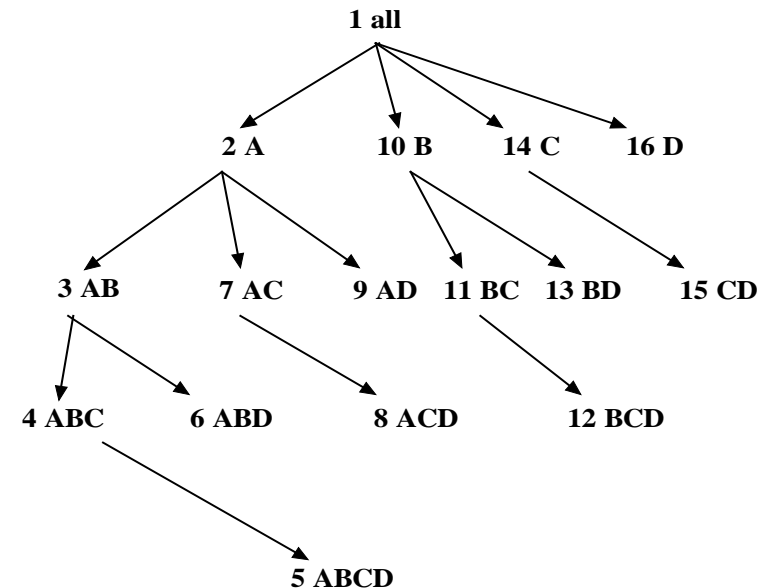 1 all
2 A
10 B
14 C
16 D
3 AB
7 AC
9 AD
11 BC
13 BD
15 CD
4 ABC
6 ABD
8 ACD
12 BCD
5 ABCD